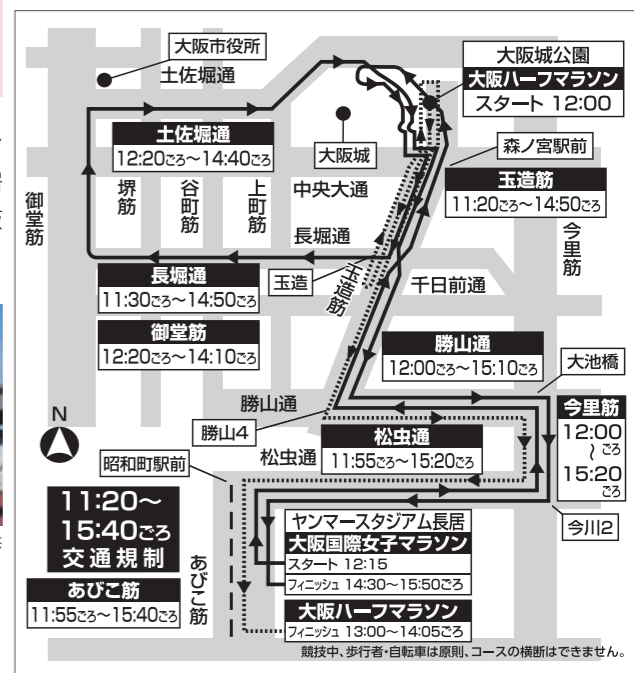 大阪市役所
土佐堀通
大阪城公園
大阪ハーフマラソン
スタート 12:00
土佐堀通
12:20ごろ〜14:40ごろ
大阪城
森ノ宮駅前
玉造筋
11:20ごろ〜14:50ごろ
御堂筋
堺筋
谷町筋
上町筋
中央大通
今里筋
長堀通
玉造
玉造筋
千日前通
長堀通
11:30ごろ〜14:50ごろ
御堂筋
12:20ごろ〜14:10ごろ
勝山通
12:00ごろ〜15:10ごろ
大池橋
勝山通
勝山4
今里筋
12:00
〜ごろ
15:20
ごろ
N
松虫通
11:55ごろ〜15:20ごろ
松虫通
昭和町駅前
今川2
11:20〜
15:40ごろ
交通規制
あびこ筋
あびこ筋
11:55ごろ〜15:40ごろ
ヤンマースタジアム長居
大阪国際女子マラソン
スタート 12:15
フィニッシュ 14:30〜15:50ごろ
大阪ハーフマラソン
フィニッシュ 13:00〜14:05ごろ
競技中、歩行者・自転車は原則、コースの横断はできません。